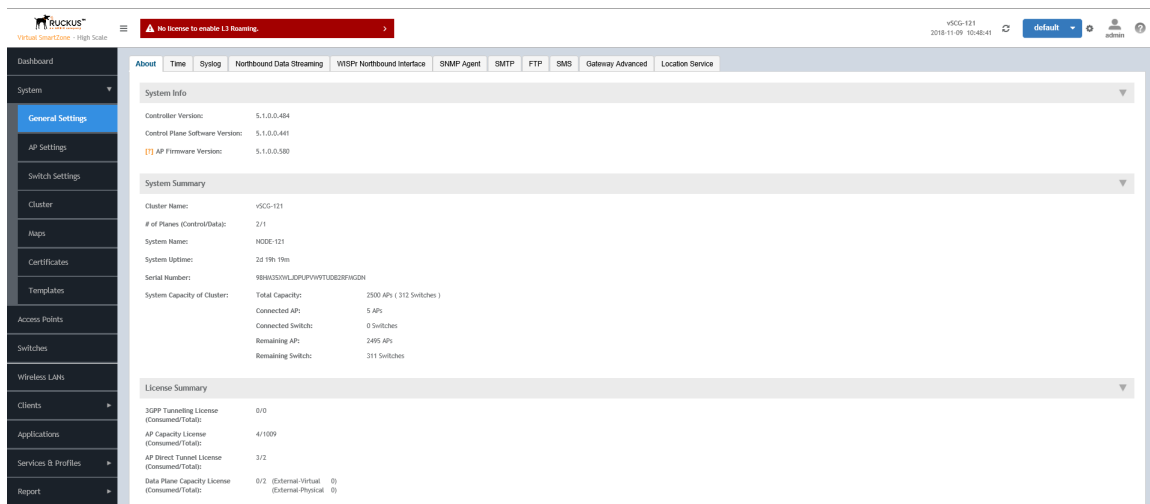 RUCKUS™
Virtual SmartZone - High Scale
No license to enable L3 Roaming.
vSCG-121
2018-11-09 10:48:41
default
admin
Dashboard
System
General Settings
AP Settings
Switch Settings
Cluster
Maps
Certificates
Templates
Access Points
Switches
Wireless LANs
Clients
Applications
Services & Profiles
Report
About Time Syslog Northbound Data Streaming WISPr Northbound Interface SNMP Agent SMTP FTP SMS Gateway Advanced Location Service
System Info
Controller Version: 5.1.0.0.484
Control Plane Software Version: 5.1.0.0.441
[?] AP Firmware Version: 5.1.0.0.580
System Summary
Cluster Name: vSCG-121
# of Planes (Control/Data): 2/1
System Name: NODE-121
System Uptime: 2d 19h 19m
Serial Number:
System Capacity of Cluster: Total Capacity: 2500 APs ( 312 Switches )
Connected AP: 5 APs
Connected Switch: 0 Switches
Remaining AP: 2495 APs
Remaining Switch: 311 Switches
License Summary
3GPP Tunneling License 0/0
(Consumed/Total):
AP Capacity License 4/1009
(Consumed/Total):
AP Direct Tunnel License 3/2
(Consumed/Total):
Data Plane Capacity License 0/2 (External-Virtual 0)
(Consumed/Total): (External-Physical 0)